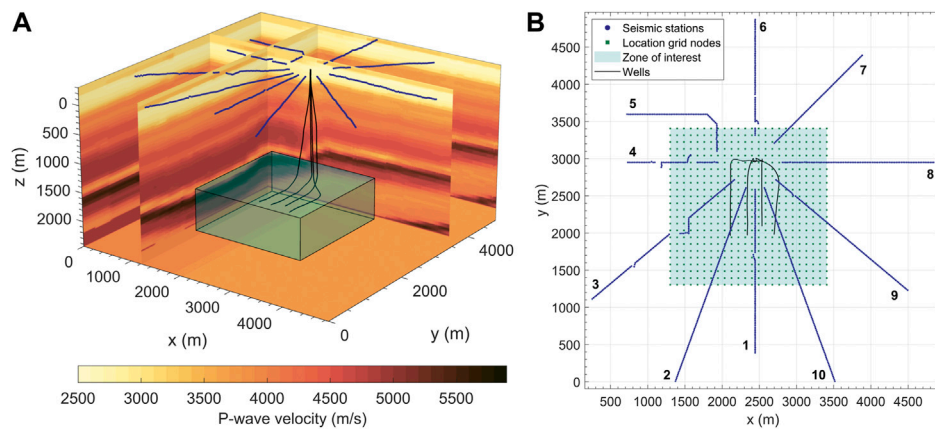 A
z (m)
0
500
1000
1500
2000
0
1000
2000
3000
4000
x (m)
0
2000
4000
y (m)
2500 3000 3500 4000 4500 5000 5500
P-wave velocity (m/s)
B
Seismic stations
Location grid nodes
Zone of interest
Wells
y (m)
4500
4000
3500
3000
2500
2000
1500
1000
500
0
6
7
5
4
8
3
9
1
2
10
500 1000 1500 2000 2500 3000 3500 4000 4500
x (m)